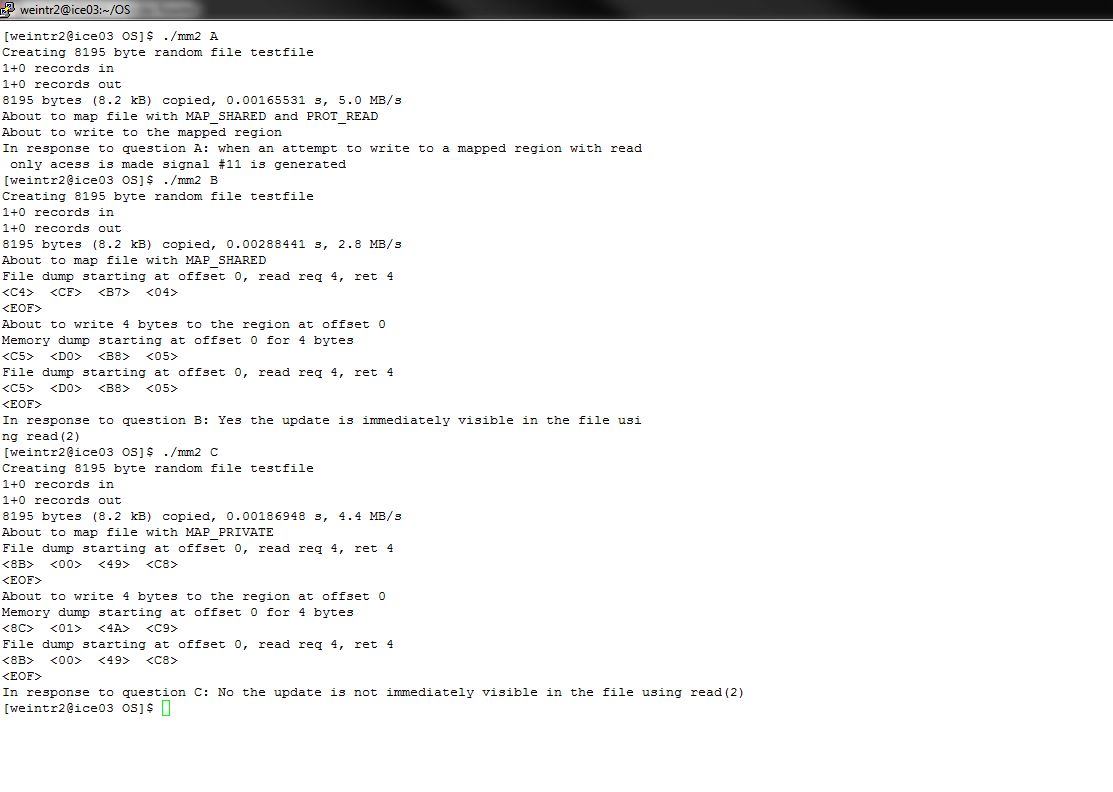 weintr2@ice03:~/OS
[weintr2@ice03 OS]$ ./mm2 A
Creating 8195 byte random file testfile
1+0 records in
1+0 records out
8195 bytes (8.2 kB) copied, 0.00165531 s, 5.0 MB/s
About to map file with MAP_SHARED and PROT_READ
About to write to the mapped region
In response to question A: when an attempt to write to a mapped region with read
 only acess is made signal #11 is generated
[weintr2@ice03 OS]$ ./mm2 B
Creating 8195 byte random file testfile
1+0 records in
1+0 records out
8195 bytes (8.2 kB) copied, 0.00288441 s, 2.8 MB/s
About to map file with MAP_SHARED
File dump starting at offset 0, read req 4, ret 4
<C4>  <CF>  <B7>  <04>
<EOF>
About to write 4 bytes to the region at offset 0
Memory dump starting at offset 0 for 4 bytes
<C5>  <D0>  <B8>  <05>
File dump starting at offset 0, read req 4, ret 4
<C5>  <D0>  <B8>  <05>
<EOF>
In response to question B: Yes the update is immediately visible in the file usi
ng read(2)
[weintr2@ice03 OS]$ ./mm2 C
Creating 8195 byte random file testfile
1+0 records in
1+0 records out
8195 bytes (8.2 kB) copied, 0.00186948 s, 4.4 MB/s
About to map file with MAP_PRIVATE
File dump starting at offset 0, read req 4, ret 4
<8B>  <00>  <49>  <C8>
<EOF>
About to write 4 bytes to the region at offset 0
Memory dump starting at offset 0 for 4 bytes
<8C>  <01>  <4A>  <C9>
File dump starting at offset 0, read req 4, ret 4
<8B>  <00>  <49>  <C8>
<EOF>
In response to question C: No the update is not immediately visible in the file using read(2)
[weintr2@ice03 OS]$